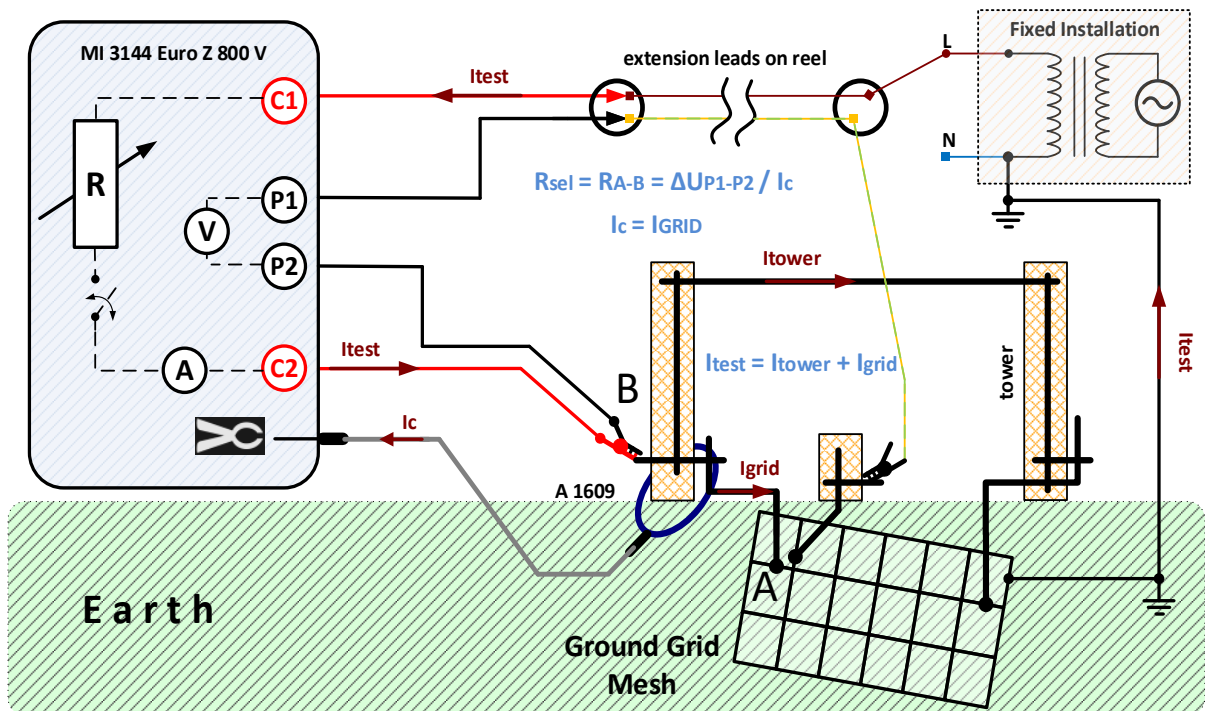 MI 3144 Euro Z 800 V
C1
R
P1
V
P2
A
C2
Itest
extension leads on reel
L
Fixed Installation
N
Rsel = RA-B = ΔUP1-P2 / Ic
Ic = IGRID
Itower
Itest
Itest = Itower + Igrid
tower
Itest
B
Ic
A 1609
Igrid
A
Earth
Ground Grid
Mesh